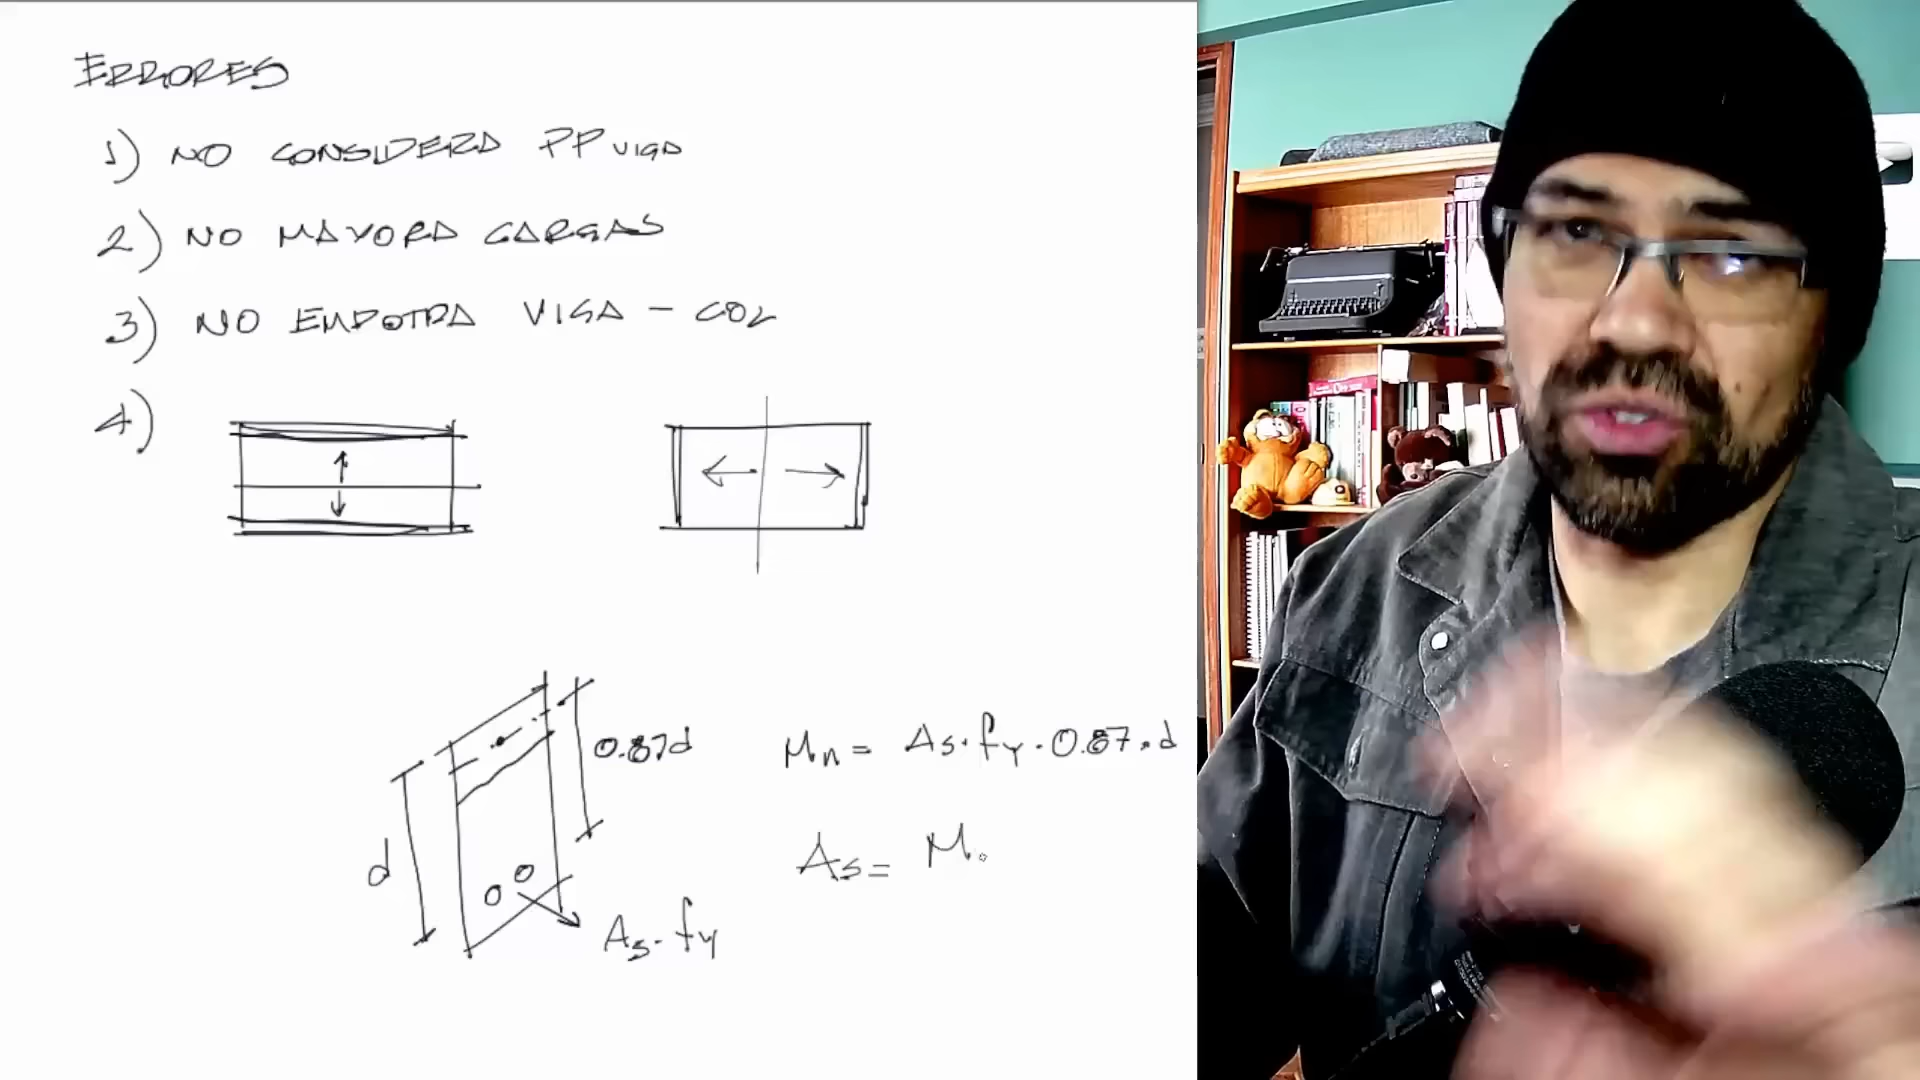 ERRORES
1) NO CONSIDERA PP VIGA
2) NO MAYORA CARGAS
3) NO EMPOTRA VIGA - COL
4)
0.87d
Mn = As.fy.0.87.d
d
As = M
As.fy